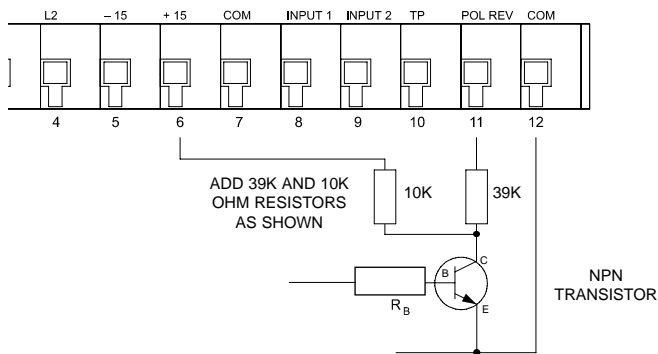 L2 – 15 + 15 COM INPUT 1 INPUT 2 TP POL REV COM
4 5 6 7 8 9 10 11 12
ADD 39K AND 10K
OHM RESISTORS
AS SHOWN
10K
39K
C
B
E
R B
NPN
TRANSISTOR